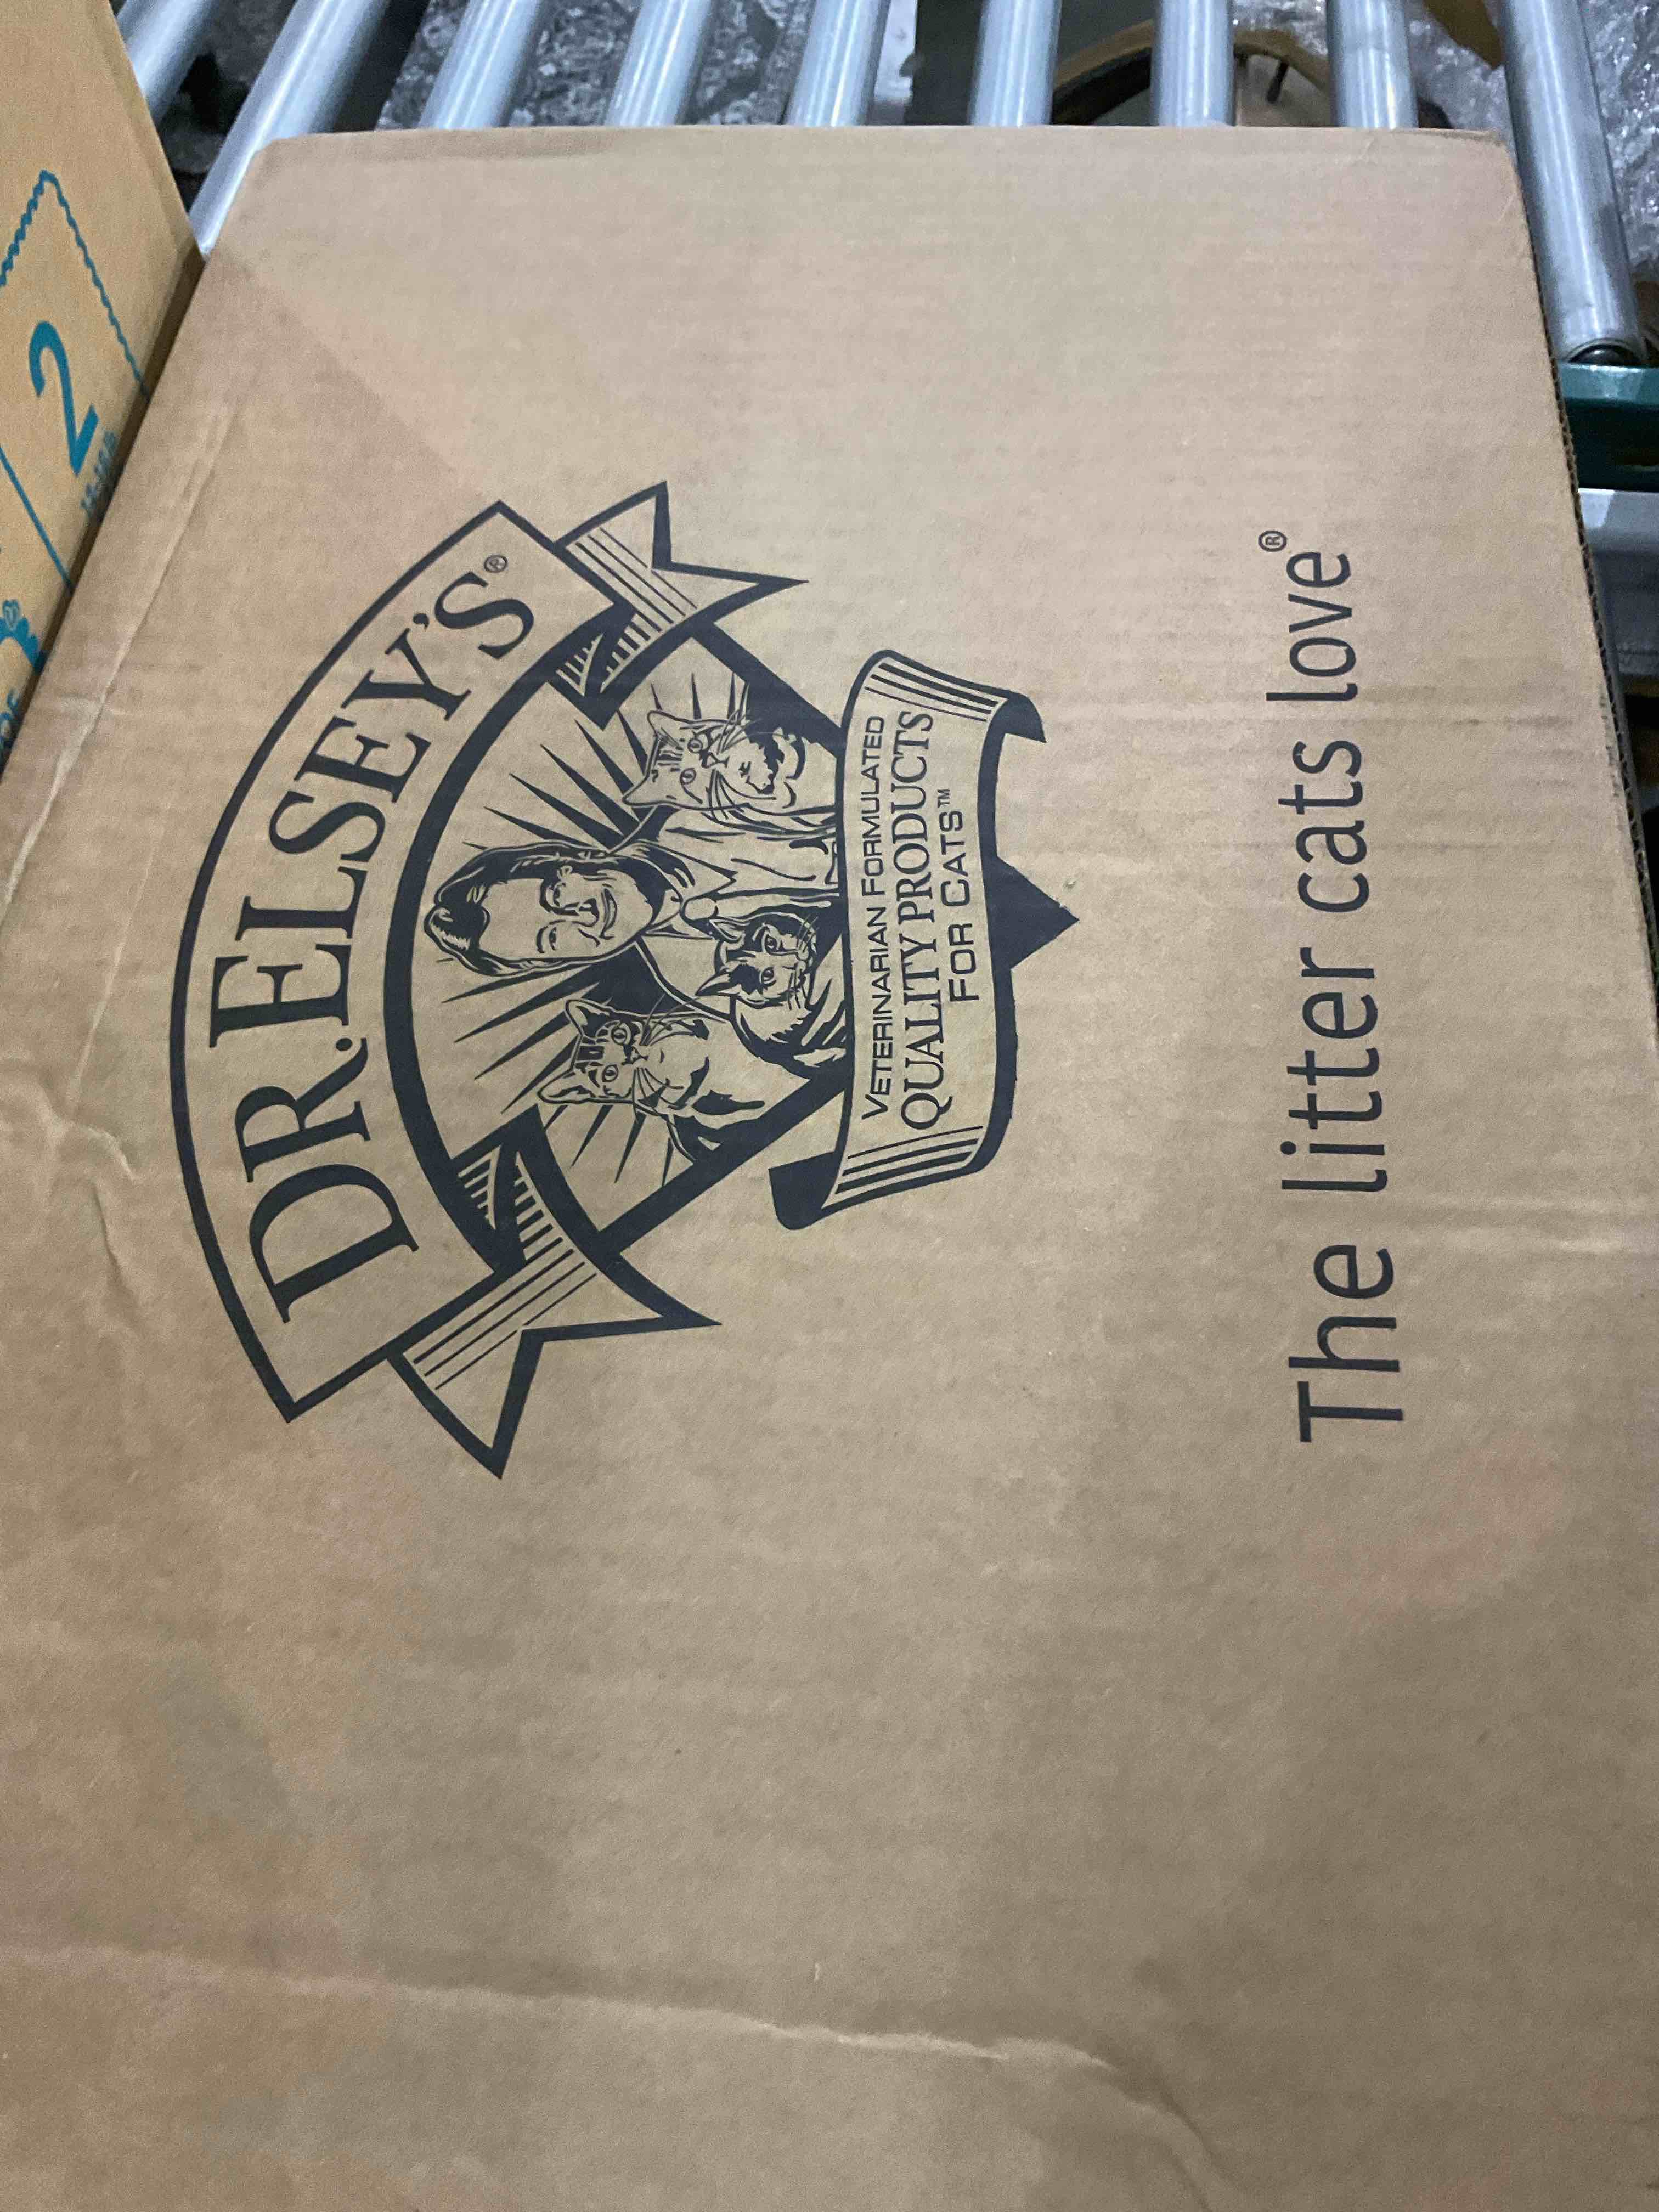 DR. ELSEY'S®
VETERINARIAN FORMULATED
QUALITY PRODUCTS
FOR CATS™
The litter cats love®
2